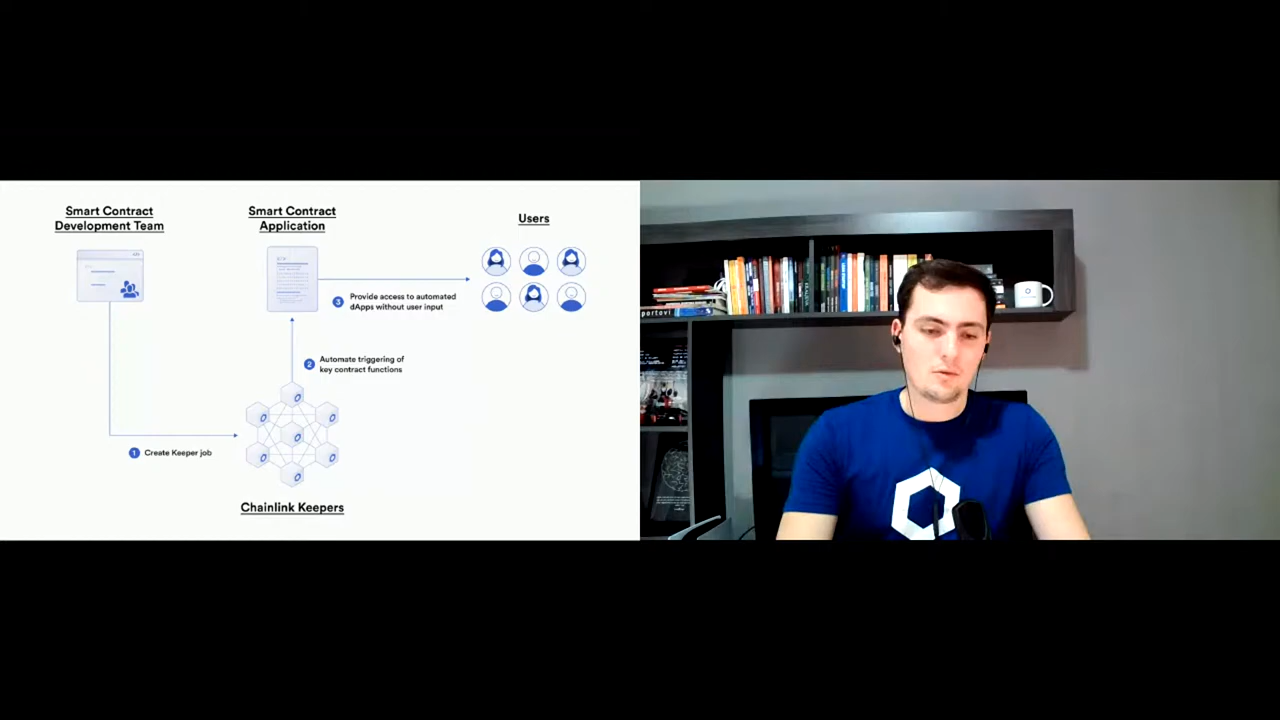 Smart Contract
Development Team
Smart Contract
Application
Users
3 Provide access to automated
dApps without user input
2 Automate triggering of
key contract functions
1 Create Keeper job
Chainlink Keepers